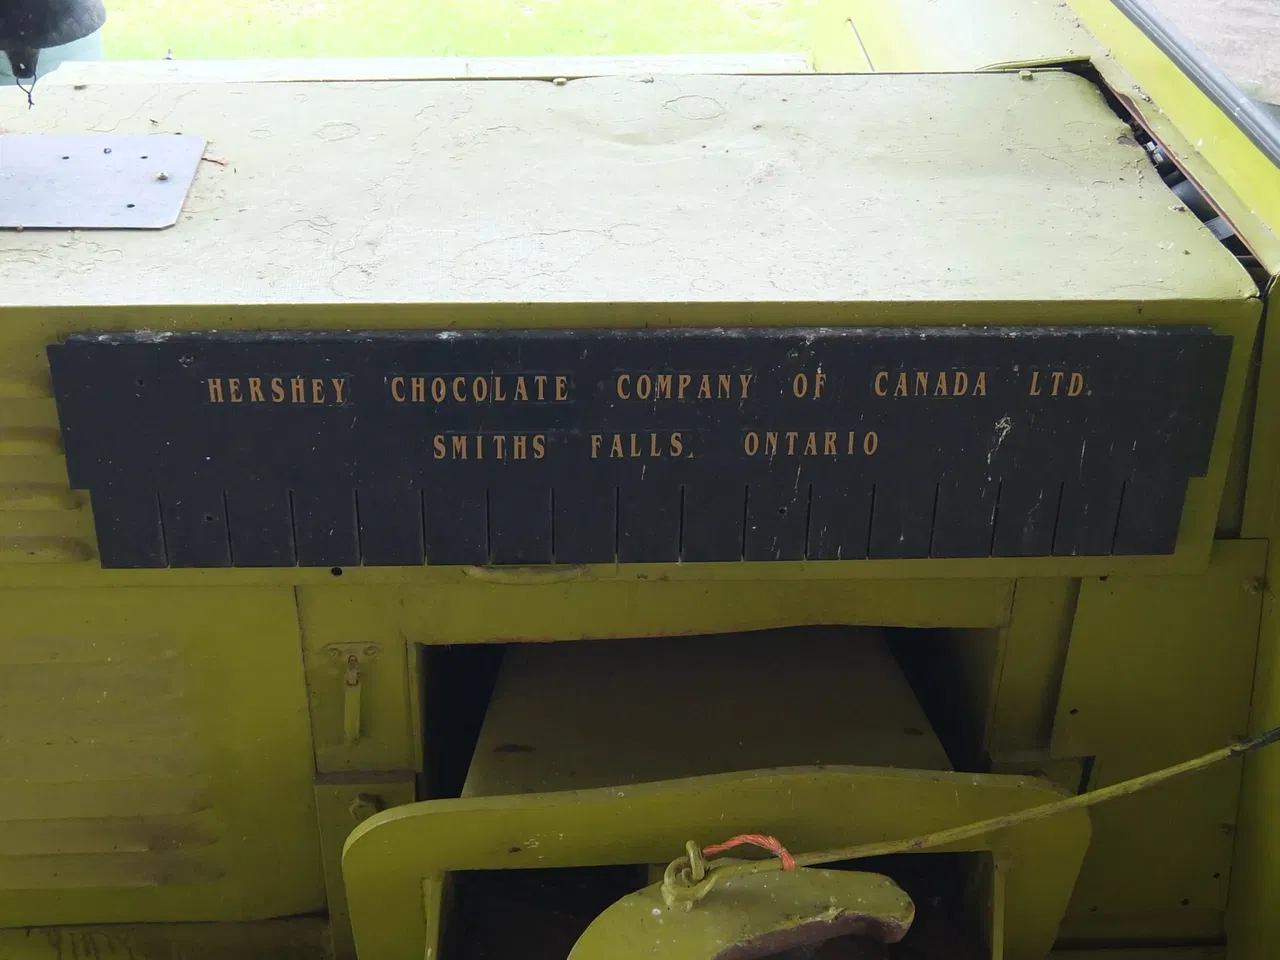 HERSHEY CHOCOLATE COMPANY OF CANADA LTD.
SMITHS FALLS, ONTARIO